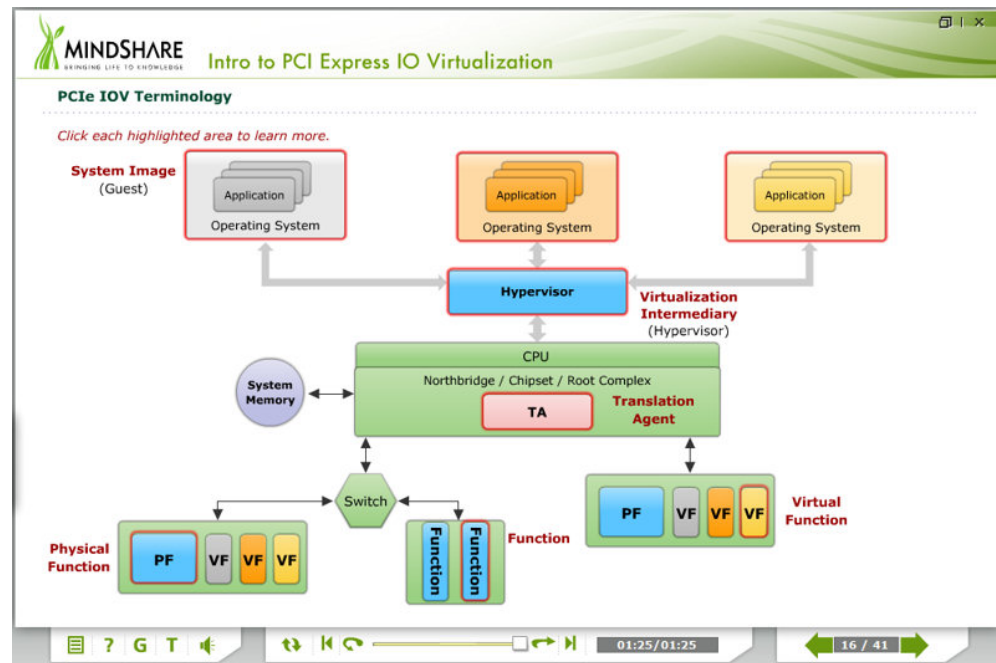 MINDSHARE
BRINGING LIFE TO KNOWLEDGE
Intro to PCI Express IO Virtualization
PCIe IOV Terminology
Click each highlighted area to learn more.
System Image
(Guest)
Application
Operating System
Application
Operating System
Application
Operating System
Hypervisor
Virtualization
Intermediary
(Hypervisor)
CPU
Northbridge / Chipset / Root Complex
System
Memory
TA
Translation
Agent
Switch
Physical
Function
PF
VF
VF
VF
Function
Function
Function
PF
VF
VF
VF
Virtual
Function
? G T
01:25/01:25
16 / 41